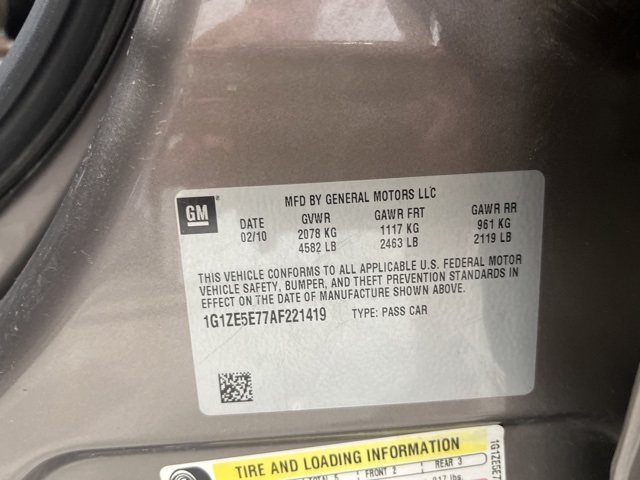 GM
MFD BY GENERAL MOTORS LLC
DATE GVWR GAWR FRT GAWR RR
02/10 2078 KG 1117 KG 961 KG
4582 LB 2463 LB 2119 LB
THIS VEHICLE CONFORMS TO ALL APPLICABLE U.S. FEDERAL MOTOR
VEHICLE SAFETY, BUMPER, AND THEFT PREVENTION STANDARDS IN
EFFECT ON THE DATE OF MANUFACTURE SHOWN ABOVE.
1G1ZE5E77AF221419 TYPE: PASS CAR
TIRE AND LOADING INFORMATION
TOTAL 5 FRONT 2 REAR 3
1G1ZE5E7